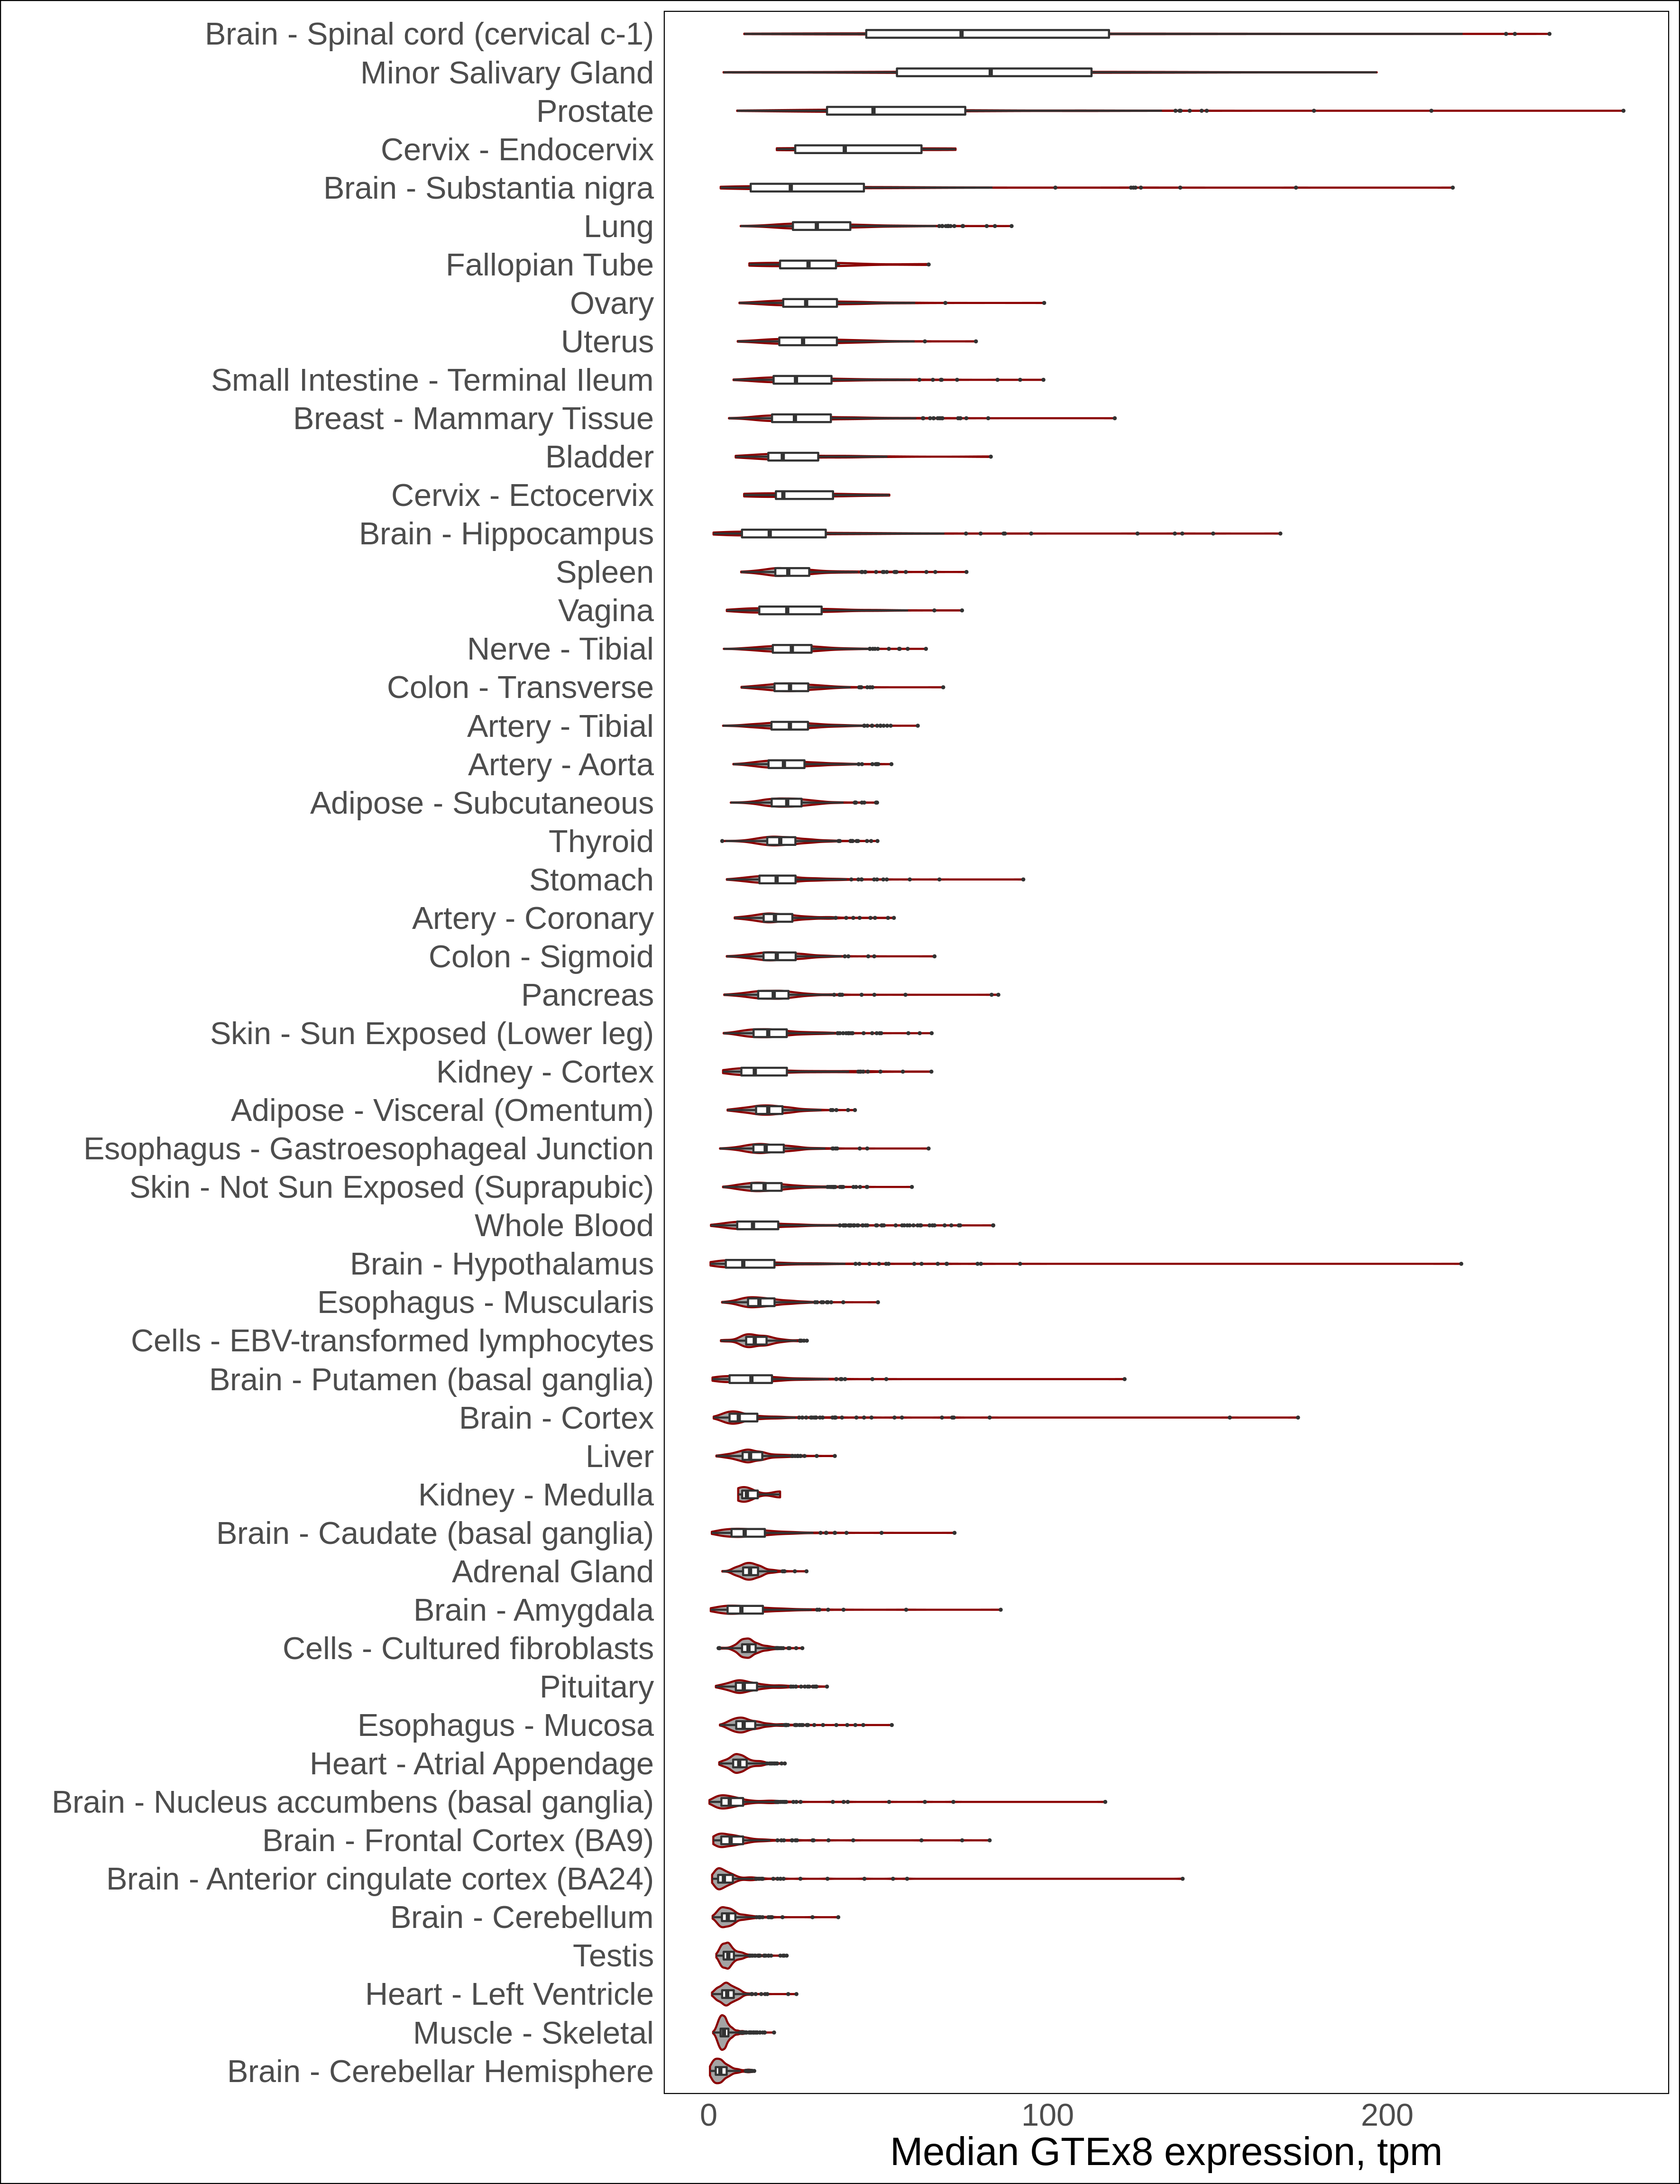 Brain - Spinal cord (cervical c-1)
Minor Salivary Gland
Prostate
Cervix - Endocervix
Brain - Substantia nigra
Lung
Fallopian Tube
Ovary
Uterus
Small Intestine - Terminal Ileum
Breast - Mammary Tissue
Bladder
Cervix - Ectocervix
Brain - Hippocampus
Spleen
Vagina
Nerve - Tibial
Colon - Transverse
Artery - Tibial
Artery - Aorta
Adipose - Subcutaneous
Thyroid
Stomach
Artery - Coronary
Colon - Sigmoid
Pancreas
Skin - Sun Exposed (Lower leg)
Kidney - Cortex
Adipose - Visceral (Omentum)
Esophagus - Gastroesophageal Junction
Skin - Not Sun Exposed (Suprapubic)
Whole Blood
Brain - Hypothalamus
Esophagus - Muscularis
Cells - EBV-transformed lymphocytes
Brain - Putamen (basal ganglia)
Brain - Cortex
Liver
Kidney - Medulla
Brain - Caudate (basal ganglia)
Adrenal Gland
Brain - Amygdala
Cells - Cultured fibroblasts
Pituitary
Esophagus - Mucosa
Heart - Atrial Appendage
Brain - Nucleus accumbens (basal ganglia)
Brain - Frontal Cortex (BA9)
Brain - Anterior cingulate cortex (BA24)
Brain - Cerebellum
Testis
Heart - Left Ventricle
Muscle - Skeletal
Brain - Cerebellar Hemisphere
0 100 200
Median GTEx8 expression, tpm